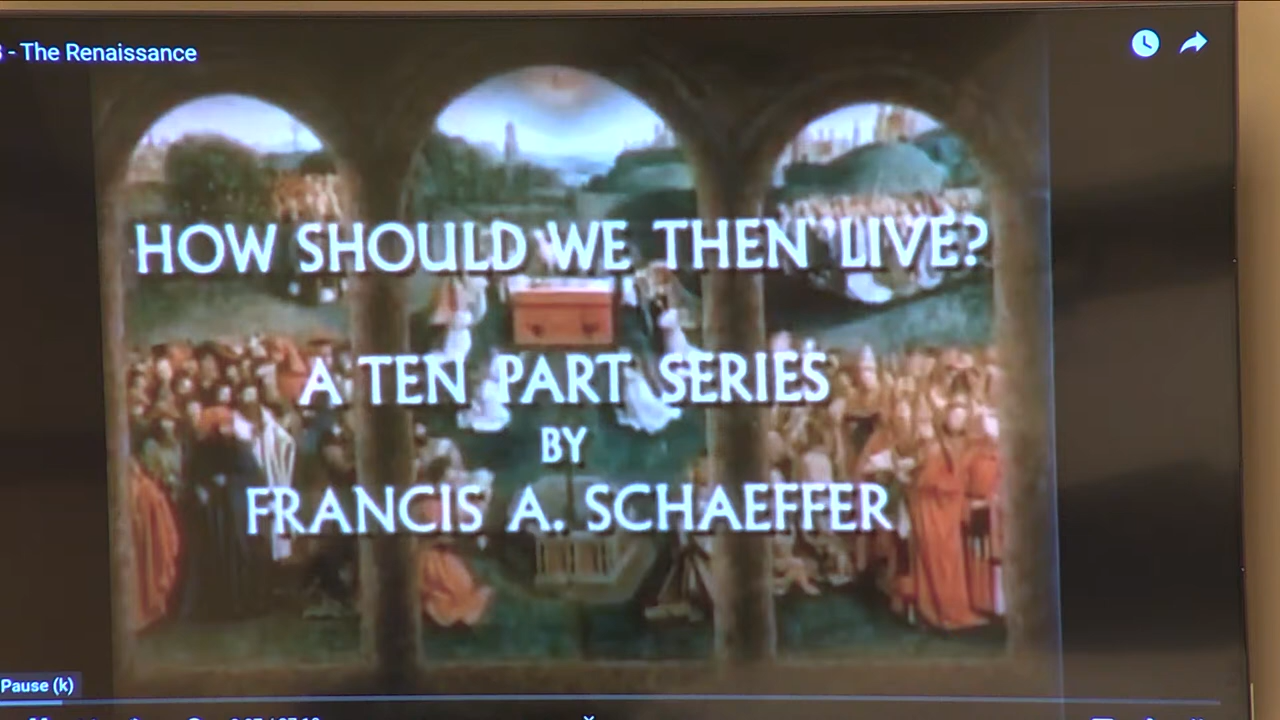 - The Renaissance
HOW SHOULD WE THEN LIVE?
A TEN PART SERIES
BY
FRANCIS A. SCHAEFFER
Pause (k)